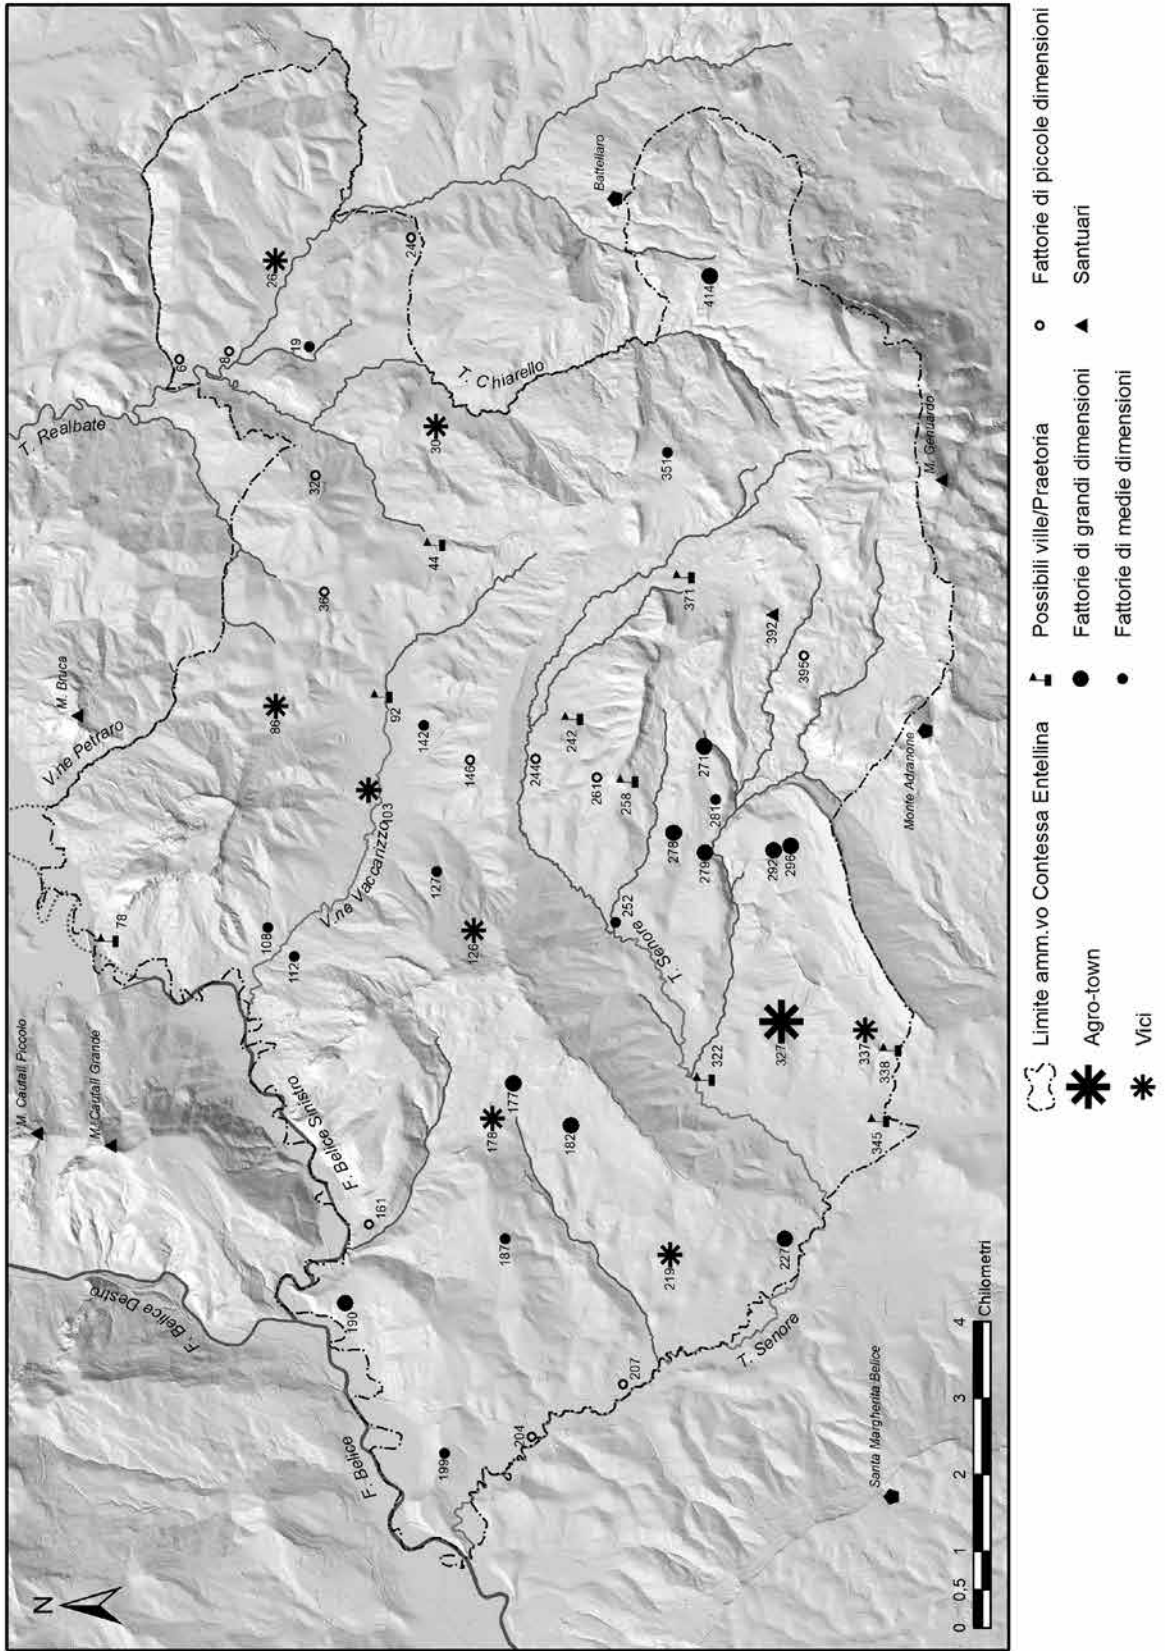 M. Cautali Piccolo
N
T. Realbate
M. Bruca
V.ne Petraro
M. Cautali Grande
78
F. Belice Destro
6
8
108
26
86
112
19
32
36
F. Belice Sinistro
190
V.ne Vaccarizzo
F. Belice
161
103
92
24
142
44
127
30
199
146
126
178
187
177
T. Chiarello
204
244
182
242
261
Battellaro
258
252
207
T. Senore
351
219
278
371
279
271
414
322
281
T. Senore
392
292
327
227
296
395
337
345
338
Santa Margherita Belice
Monte Adranone
M. Genuardo
0 0,5 1 2 3 4
Chilometri
Limite amm.vo Contessa Entellina
Possibili ville/Praetoria
Fattorie di piccole dimensioni
Agro-town
Fattorie di grandi dimensioni
Santuari
Vici
Fattorie di medie dimensioni